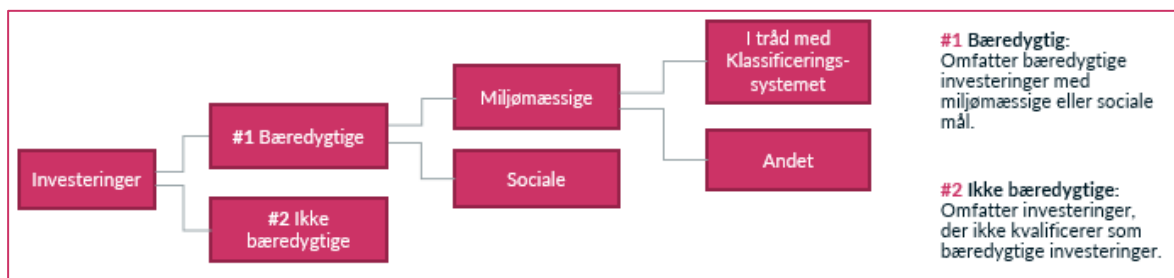 Investeringer
#1 Bæredygtige
#2 Ikke
bæredygtige
Miljømæssige
Sociale
I tråd med
Klassificerings-
systemet
Andet
#1 Bæredygtig:
Omfatter bæredygtige
investeringer med
miljømæssige eller sociale
mål.
#2 Ikke bæredygtige:
Omfatter investeringer,
der ikke kvalificerer som
bæredygtige investeringer.